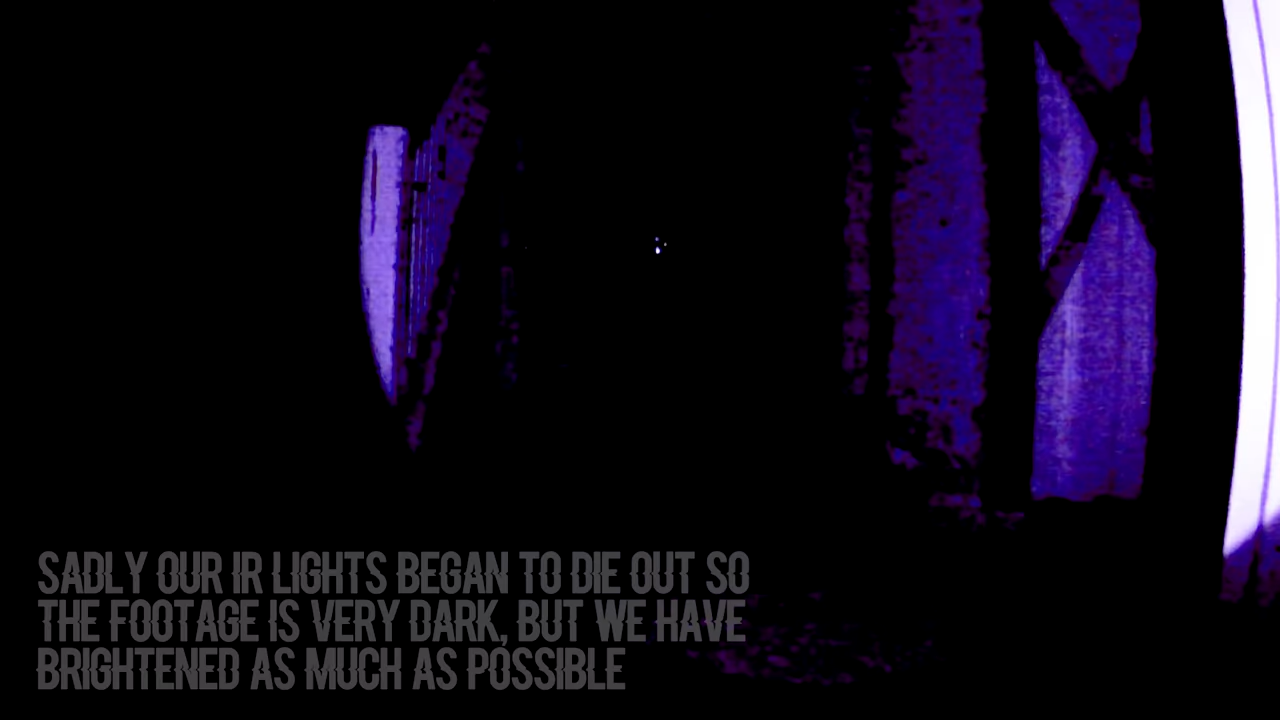 SADLY OUR IR LIGHTS BEGAN TO DIE OUT SO
THE FOOTAGE IS VERY DARK, BUT WE HAVE
BRIGHTENED AS MUCH AS POSSIBLE